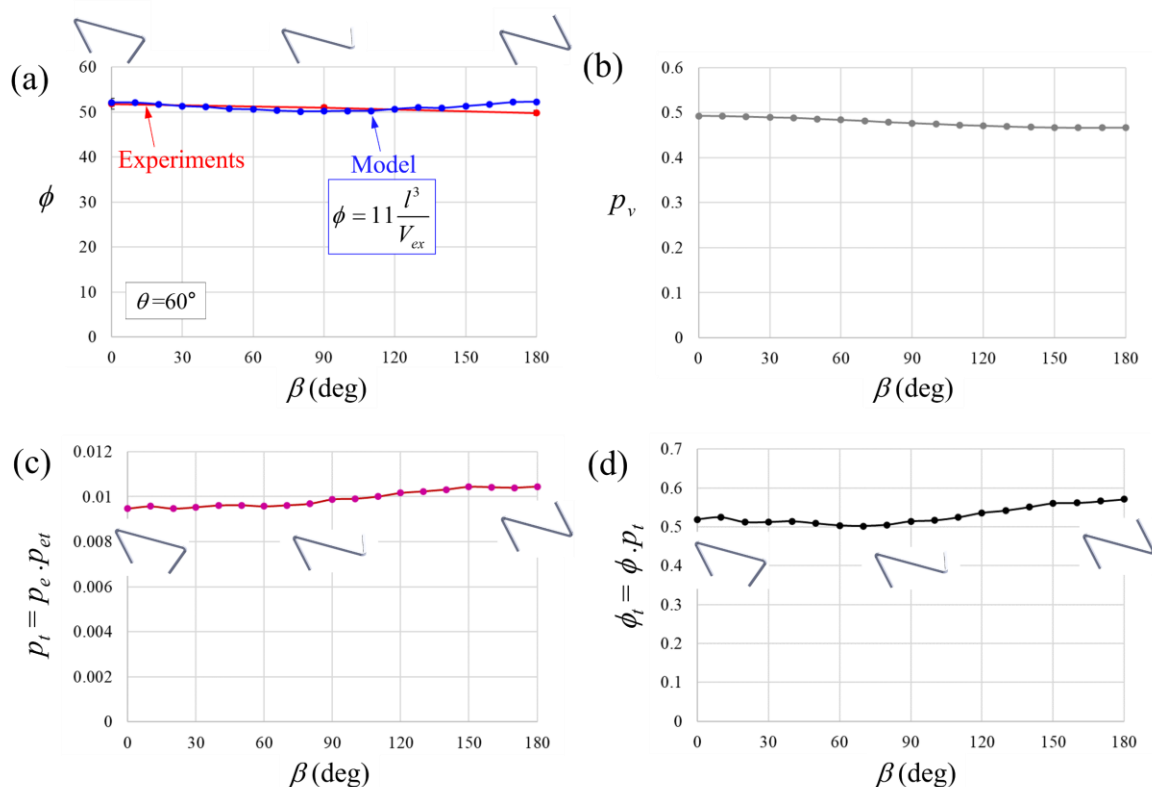 (a)
60
50
40
30
20
10
0
ϕ
Experiments
Model
ϕ = 11 l³/V_ex
θ=60°
0 30 60 90 120 150 180
β (deg)
(b)
0.6
0.5
0.4
0.3
0.2
0.1
0
p_v
0 30 60 90 120 150 180
β (deg)
(c)
0.012
0.01
0.008
0.006
0.004
0.002
0
p_t = p_e . p_et
0 30 60 90 120 150 180
β (deg)
(d)
0.7
0.6
0.5
0.4
0.3
0.2
0.1
0
ϕ_t = ϕ . p_t
0 30 60 90 120 150 180
β (deg)